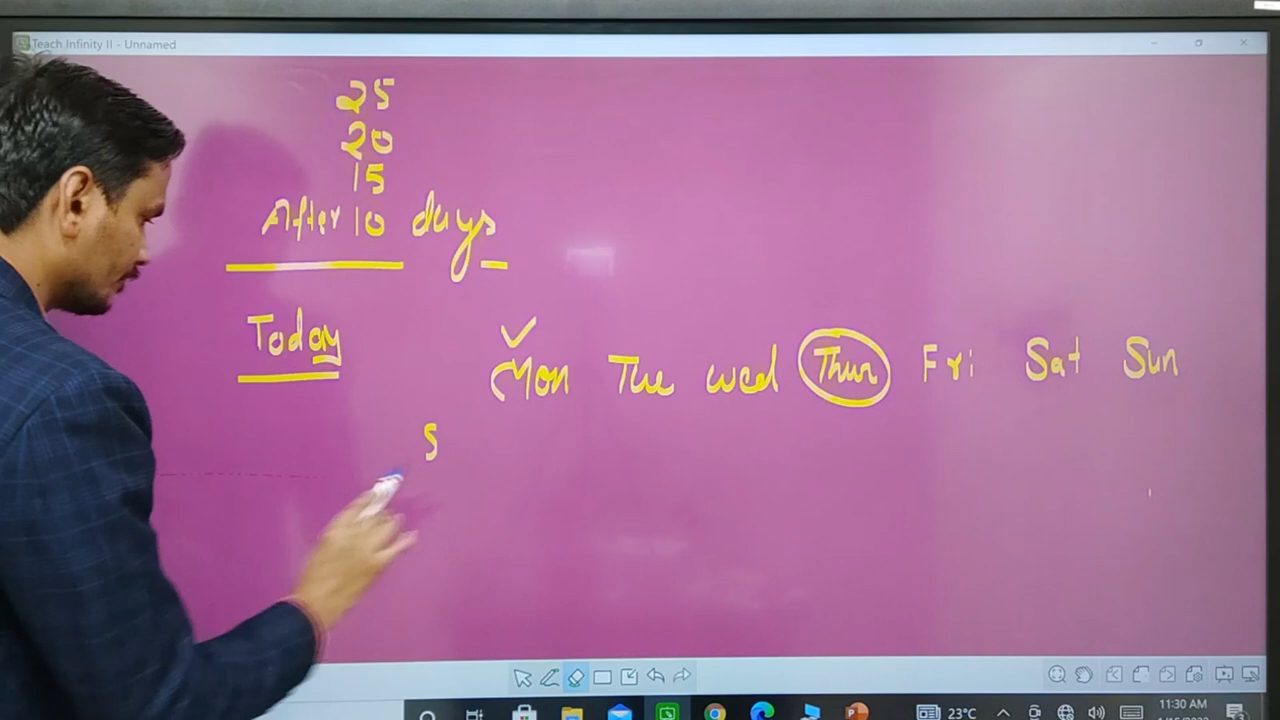 Teach Infinity II - Unnamed
25
20
15
After 10 days
Today
Mon Tue wed Thur Fri Sat Sun
5
23°C
11:30 AM